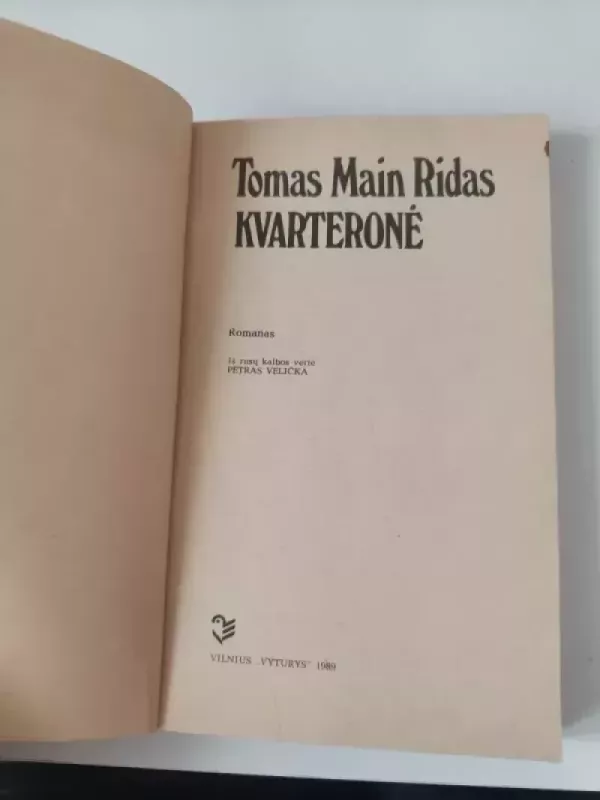 Tomas Main Ridas
KVARTERONĖ
Romanas
Iš rusų kalbos vertė
PETRAS VELIČKA
VILNIUS „VYTURYS“ 1989